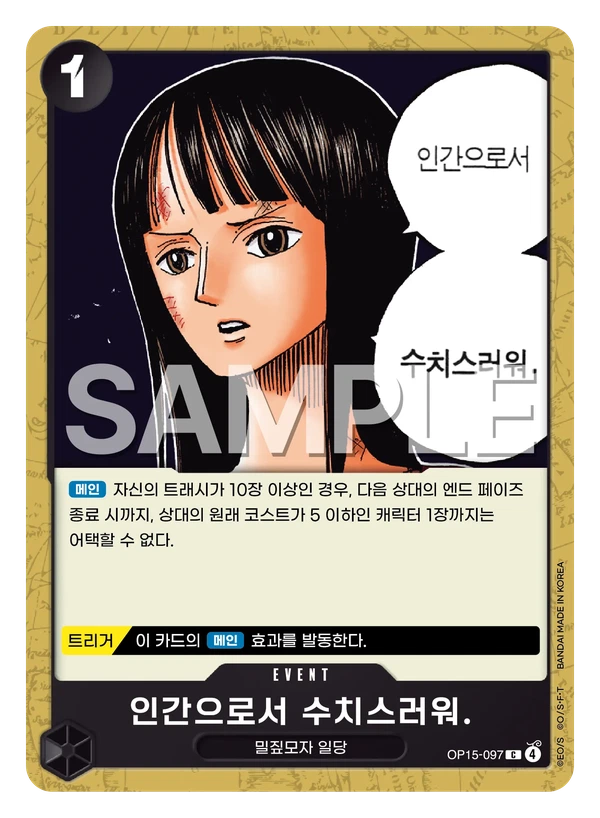 1
인간으로서
수치스러워.
SAMPLE
메인 자신의 트래시가 10장 이상인 경우, 다음 상대의 엔드 페이즈
종료 시까지, 상대의 원래 코스트가 5 이하인 캐릭터 1장까지는
어택할 수 없다.
트리거 이 카드의 메인 효과를 발동한다.
EVENT
인간으로서 수치스러워.
밀짚모자 일당
OP15-097 C 4
©E.O/S ©O/S·F·T BANDAI MADE IN KOREA